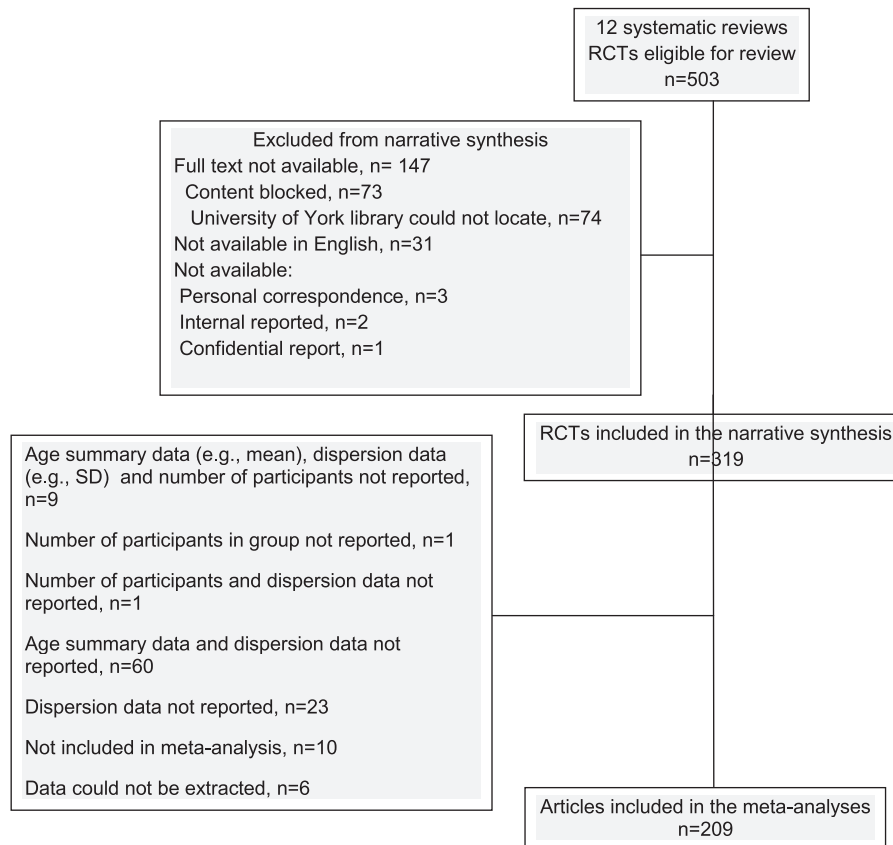 12 systematic reviews
RCTs eligible for review
n=503
Excluded from narrative synthesis
Full text not available, n= 147
Content blocked, n=73
University of York library could not locate, n=74
Not available in English, n=31
Not available:
Personal correspondence, n=3
Internal reported, n=2
Confidential report, n=1
RCTs included in the narrative synthesis
n=319
Age summary data (e.g., mean), dispersion data
(e.g., SD) and number of participants not reported,
n=9
Number of participants in group not reported, n=1
Number of participants and dispersion data not
reported, n=1
Age summary data and dispersion data not
reported, n=60
Dispersion data not reported, n=23
Not included in meta-analysis, n=10
Data could not be extracted, n=6
Articles included in the meta-analyses
n=209